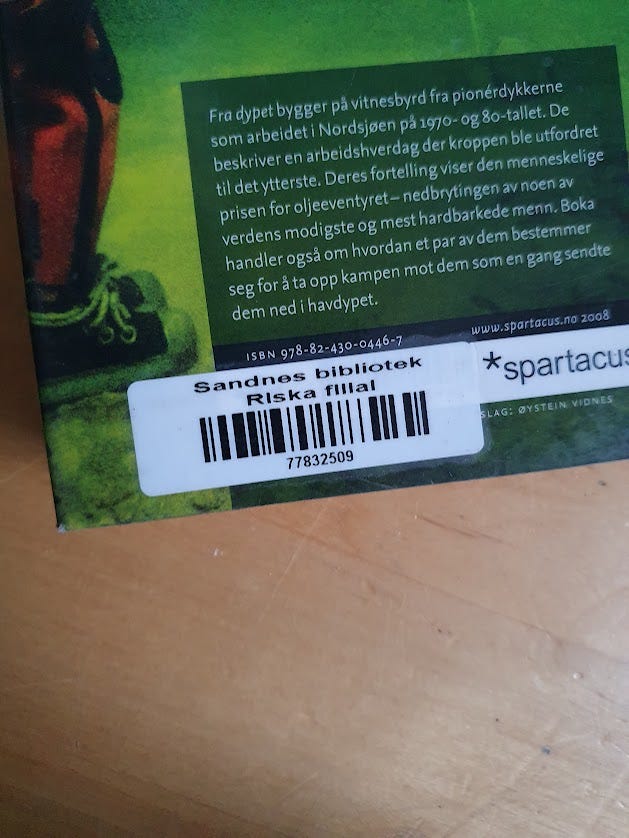 Fra dypet bygger på vitnesbyrd fra pionérdykkerne
som arbeidet i Nordsjøen på 1970- og 80-tallet. De
beskriver en arbeidshverdag der kroppen ble utfordret
til det ytterste. Deres fortelling viser den menneskelige
prisen for oljeeventyret – nedbrytingen av noen av
verdens modigste og mest hardbarkede menn. Boka
handler også om hvordan et par av dem bestemmer
seg for å ta opp kampen mot dem som en gang sendte
dem ned i havdypet.
ISBN 978-82-430-0446-7
www.spartacus.no 2008
*spartacus
SLAG: ØYSTEIN VIDNES
Sandnes bibliotek
Riska filial
77832509